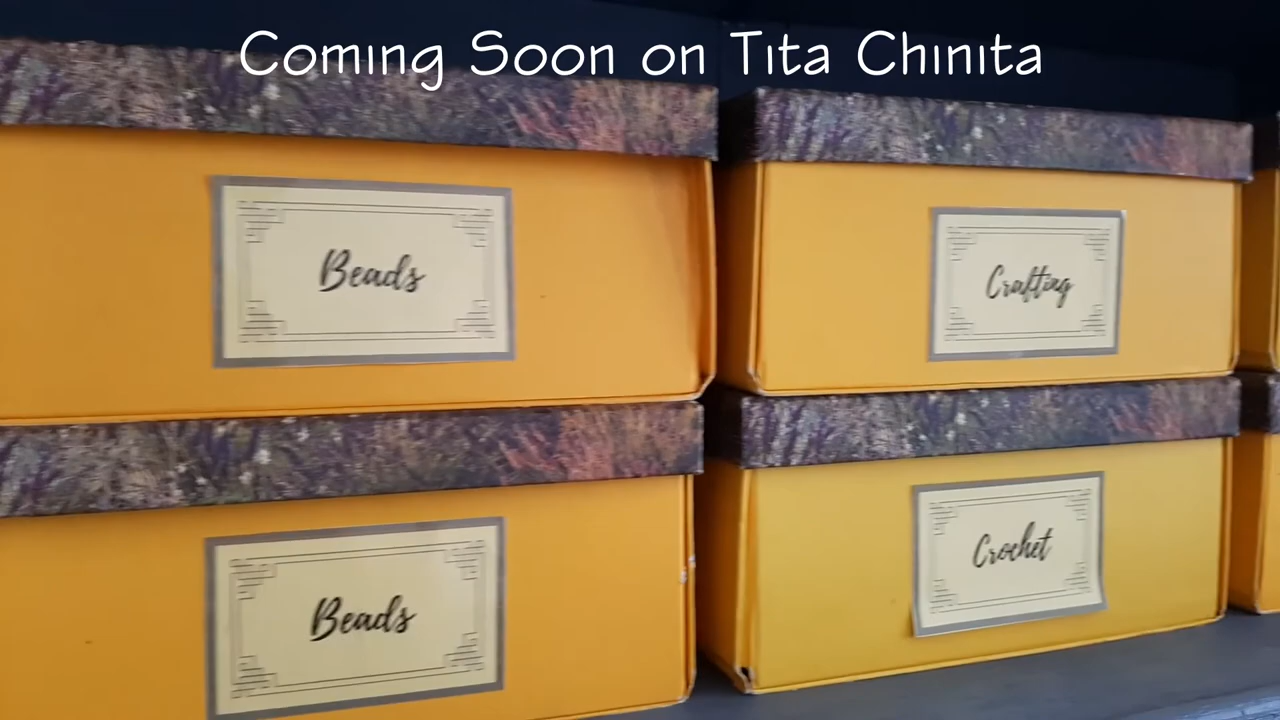 Coming Soon on Tita Chinita
Beads
Crafting
Beads
Crochet